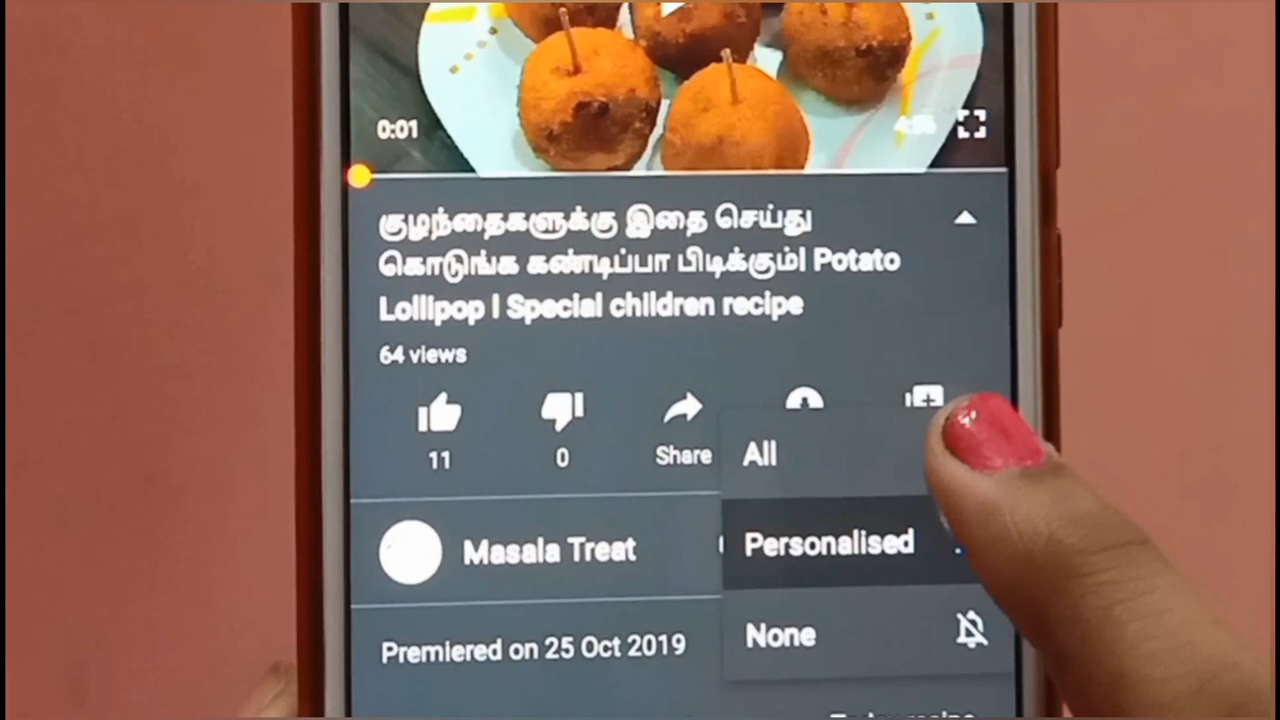 0:01
குழந்தைகளுக்கு இதை செய்து
கொடுங்க கண்டிப்பா பிடிக்கும்| Potato
Lollipop | Special children recipe
64 views
11
0
Share
All
Masala Treat
Personalised
Premiered on 25 Oct 2019
None